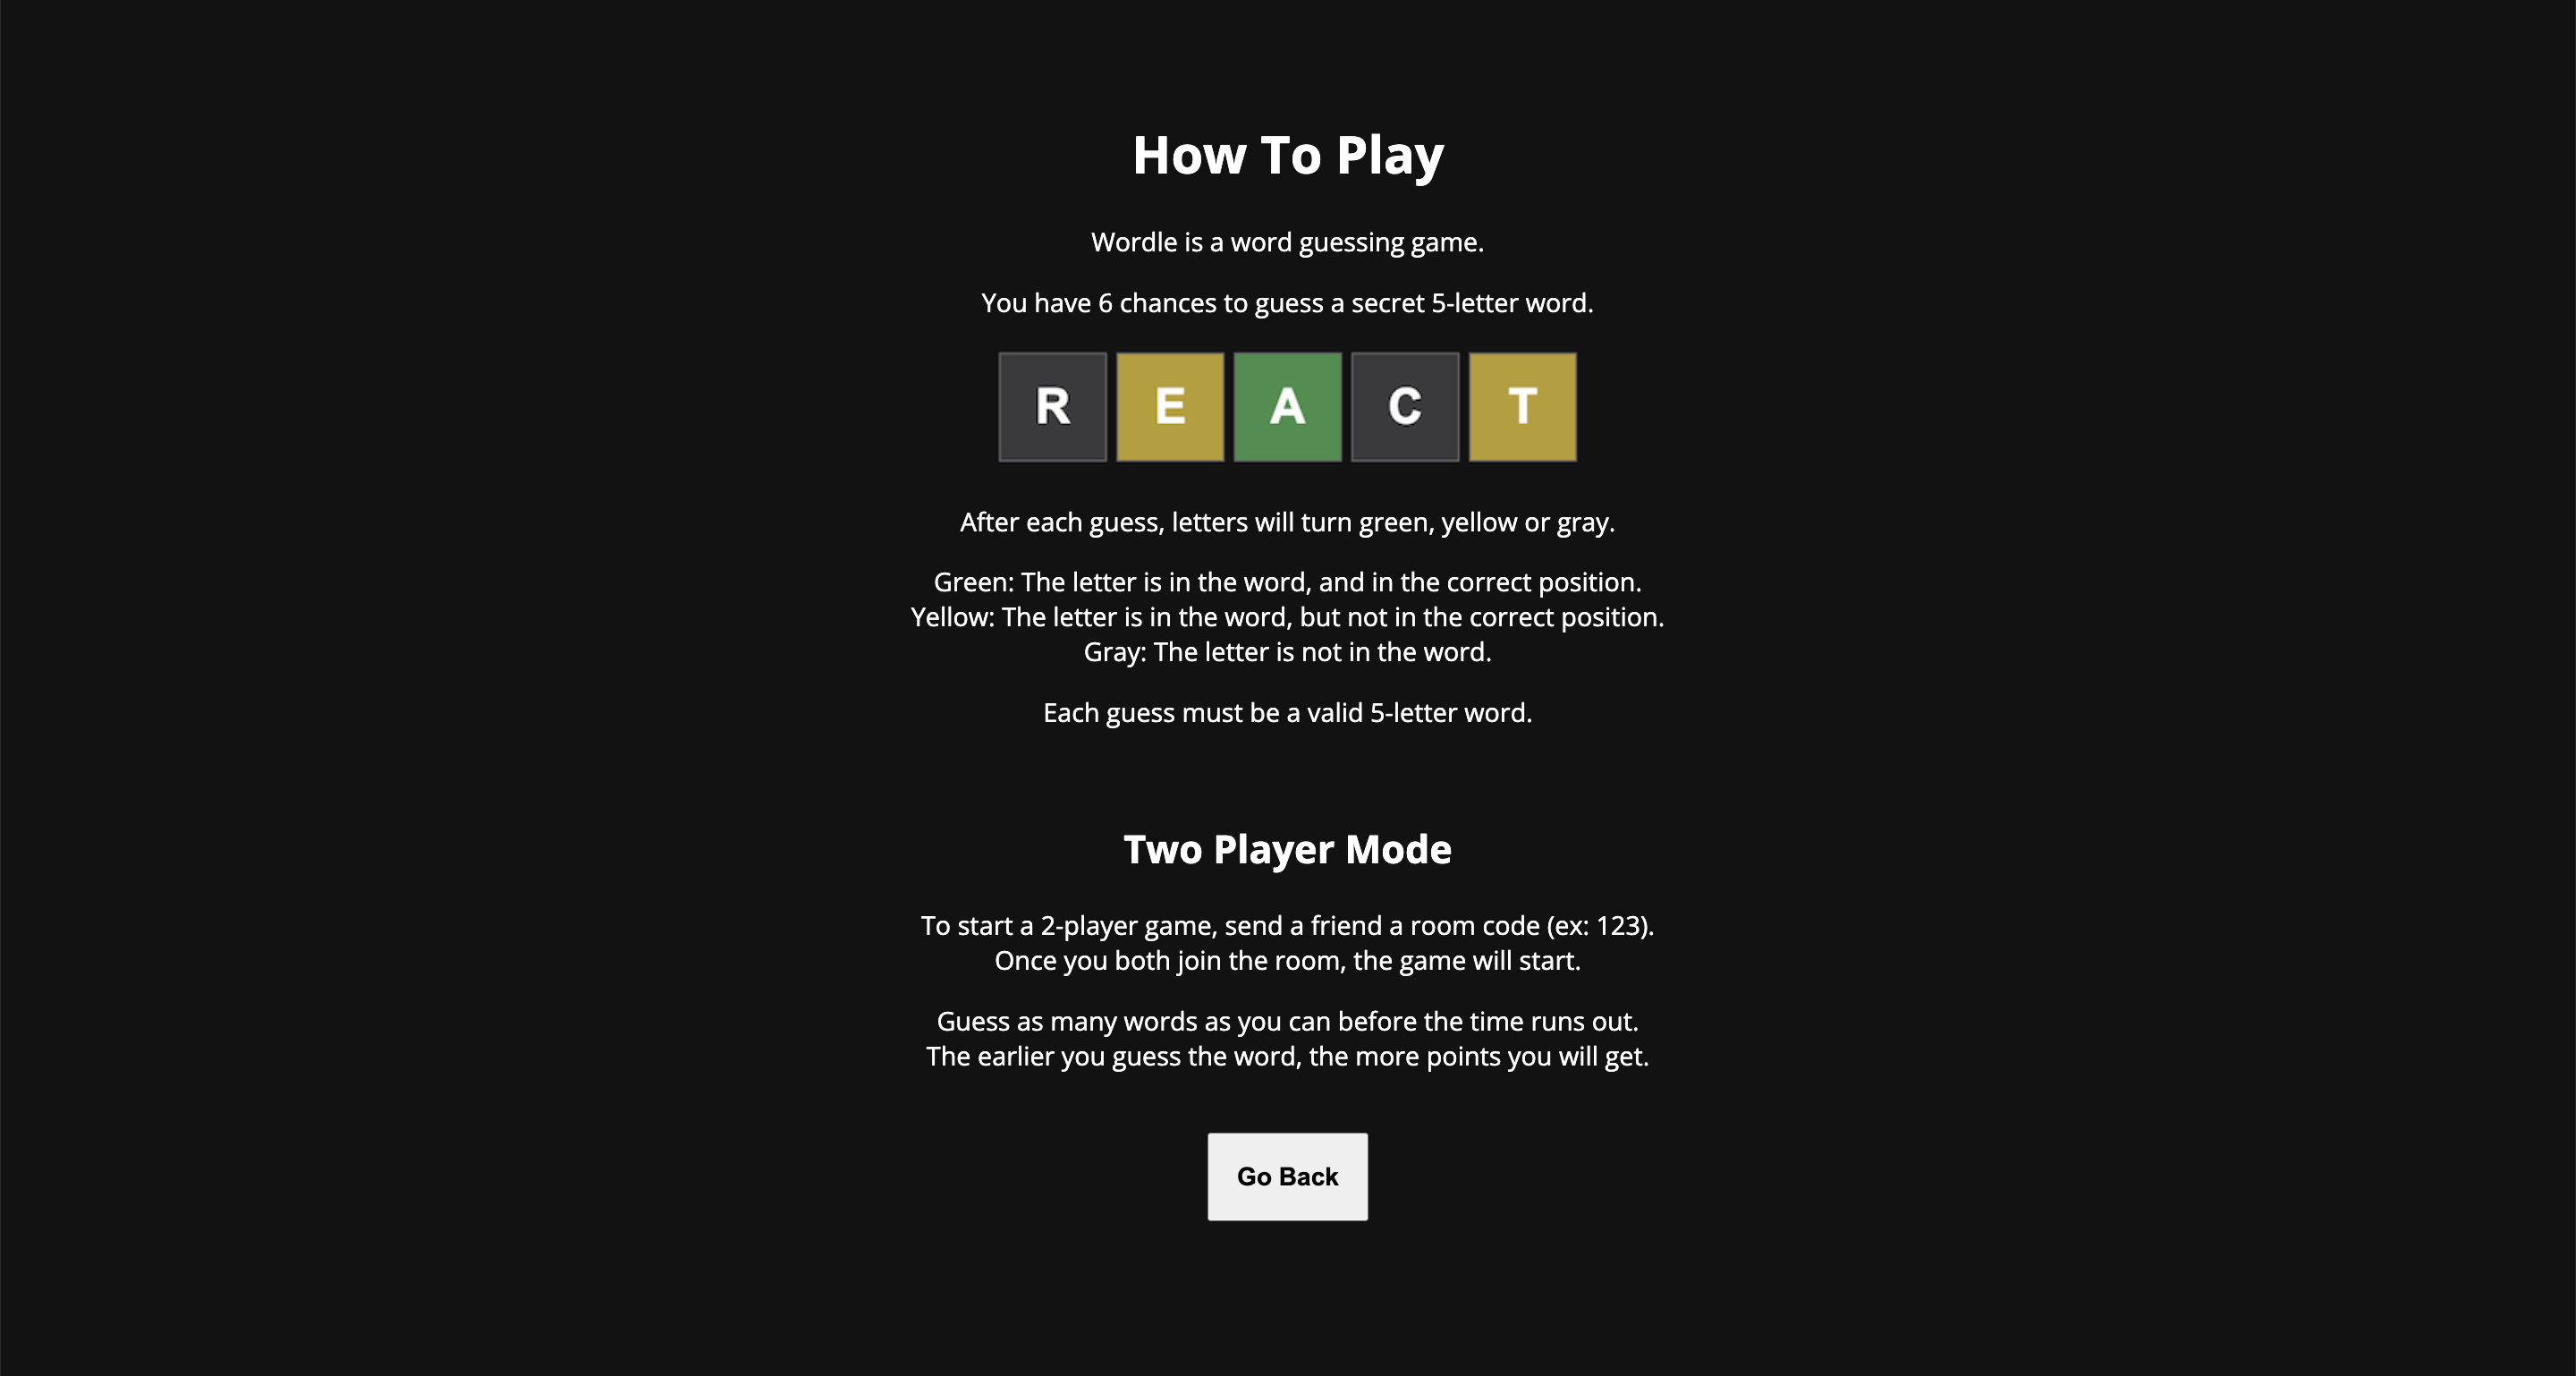 How To Play
Wordle is a word guessing game.
You have 6 chances to guess a secret 5-letter word.
R E A C T
After each guess, letters will turn green, yellow or gray.
Green: The letter is in the word, and in the correct position.
Yellow: The letter is in the word, but not in the correct position.
Gray: The letter is not in the word.
Each guess must be a valid 5-letter word.
Two Player Mode
To start a 2-player game, send a friend a room code (ex: 123).
Once you both join the room, the game will start.
Guess as many words as you can before the time runs out.
The earlier you guess the word, the more points you will get.
Go Back